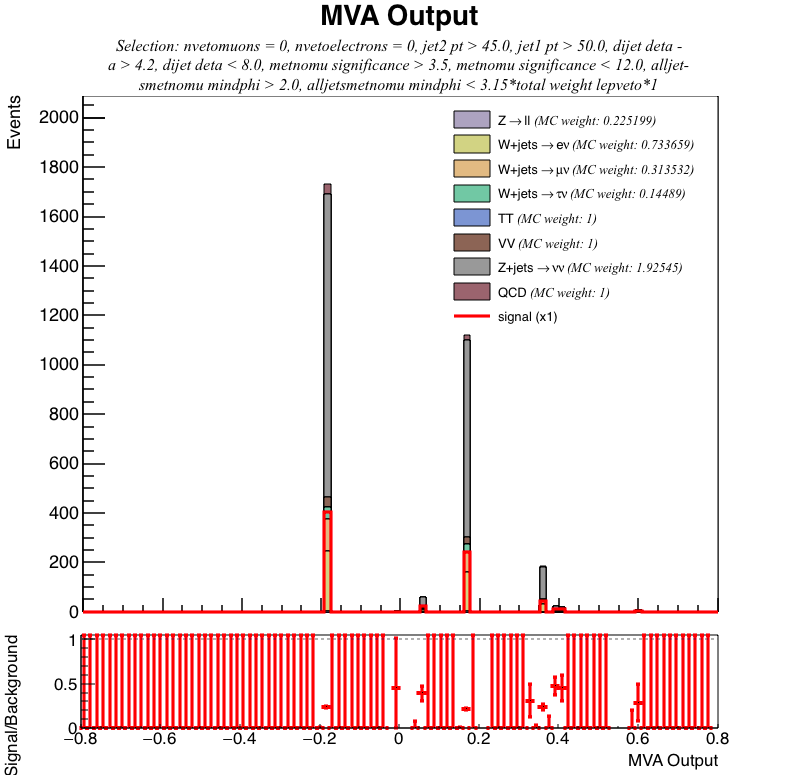 MVA Output
Selection: nvetomuons = 0, nvetoelectrons = 0, jet2 pt > 45.0, jet1 pt > 50.0, dijet deta -
a > 4.2, dijet deta < 8.0, metnomu significance > 3.5, metnomu significance < 12.0, alljet-
smetnomu mindphi > 2.0, alljetsmetnomu mindphi < 3.15*total weight lepveto*1
Events
2000
1800
1600
1400
1200
1000
800
600
400
200
0
Z→ll (MC weight: 0.225199)
W+jets →eν (MC weight: 0.733659)
W+jets →μν (MC weight: 0.313532)
W+jets →τν (MC weight: 0.14489)
TT (MC weight: 1)
VV (MC weight: 1)
Z+jets →νν (MC weight: 1.92545)
QCD (MC weight: 1)
signal (x1)
Signal/Background
1
0.5
0
−0.8 −0.6 −0.4 −0.2 0 0.2 0.4 0.6 0.8
MVA Output